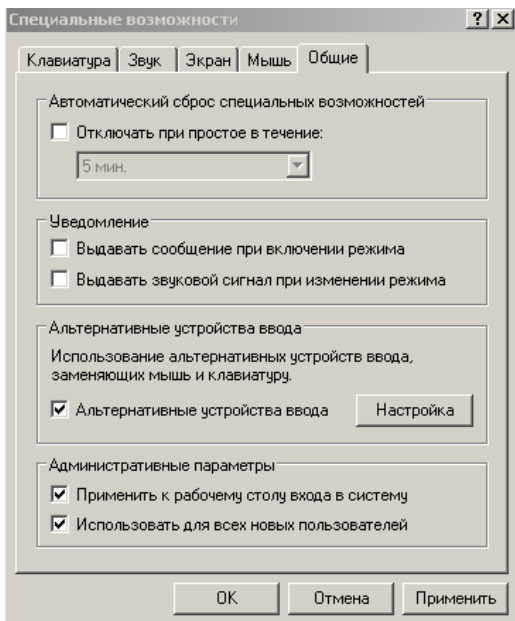 Специальные возможности
Клавиатура Звук Экран Мышь Общие
Автоматический сброс специальных возможностей
Отключать при простое в течение:
5 мин.
Уведомление
Выдавать сообщение при включении режима
Выдавать звуковой сигнал при изменении режима
Альтернативные устройства ввода
Использование альтернативных устройств ввода,
заменяющих мышь и клавиатуру.
Альтернативные устройства ввода Настройка
Административные параметры
Применить к рабочему столу входа в систему
Использовать для всех новых пользователей
OK Отмена Применить